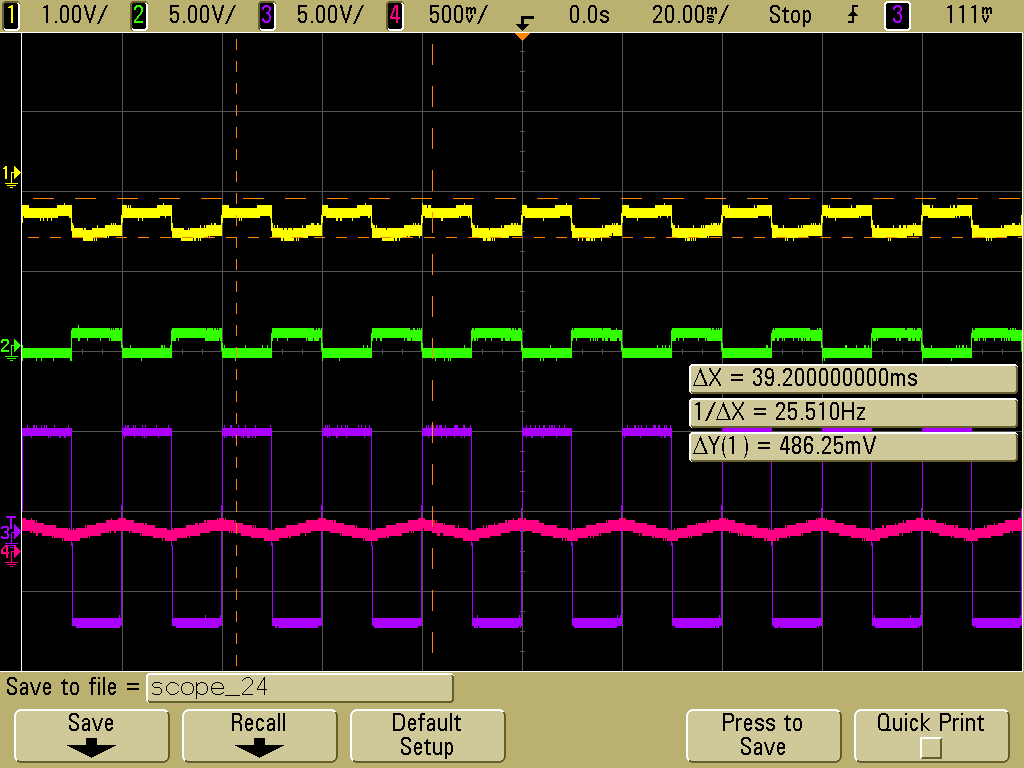 1 1.00V/ 2 5.00V/ 3 5.00V/ 4 500mV/ 0.0s 20.00ms/ Stop 3 111mV
1
2
ΔX = 39.200000000ms
1/ΔX = 25.510Hz
ΔY(1) = 486.25mV
T
3
4
Save to file = scope_24
Save Recall Default Setup Press to Save Quick Print